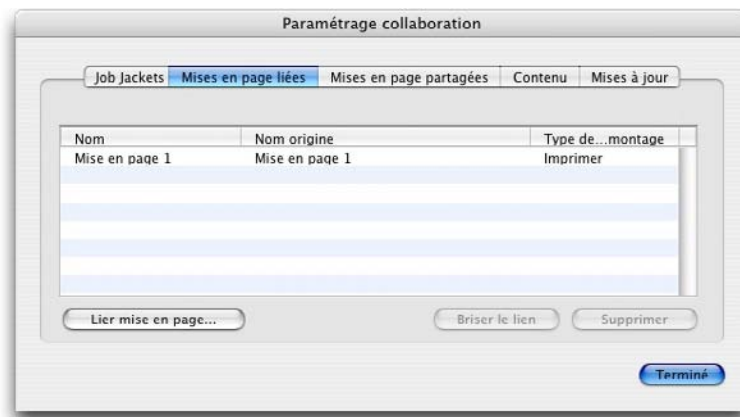 Paramétrage collaboration
Job Jackets Mises en page liées Mises en page partagées Contenu Mises à jour
Nom Nom origine Type de...montage
Mise en page 1 Mise en page 1 Imprimer
Lier mise en page... Briser le lien Supprimer
Terminé